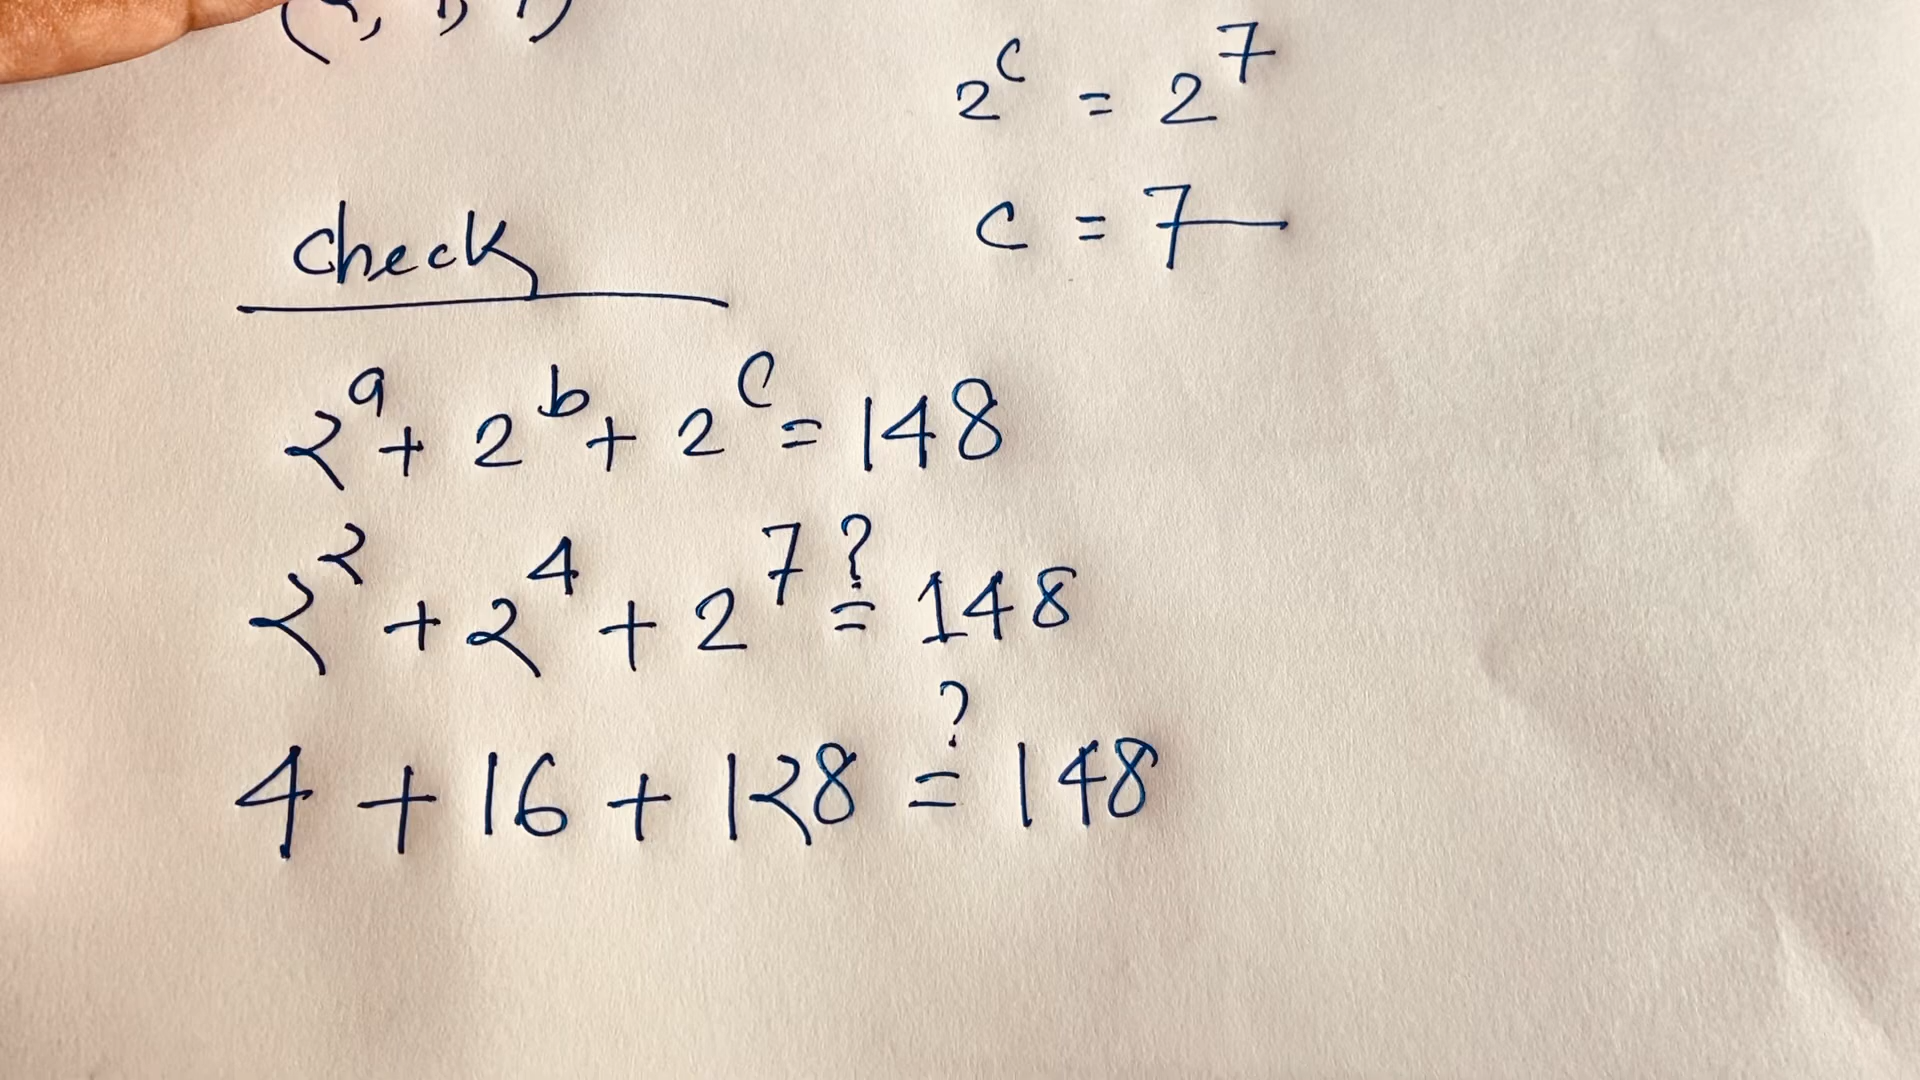 2^c = 2^7
c = 7
Check
2^a + 2^b + 2^c = 148
2^2 + 2^4 + 2^7 ?= 148
4 + 16 + 128 ?= 148